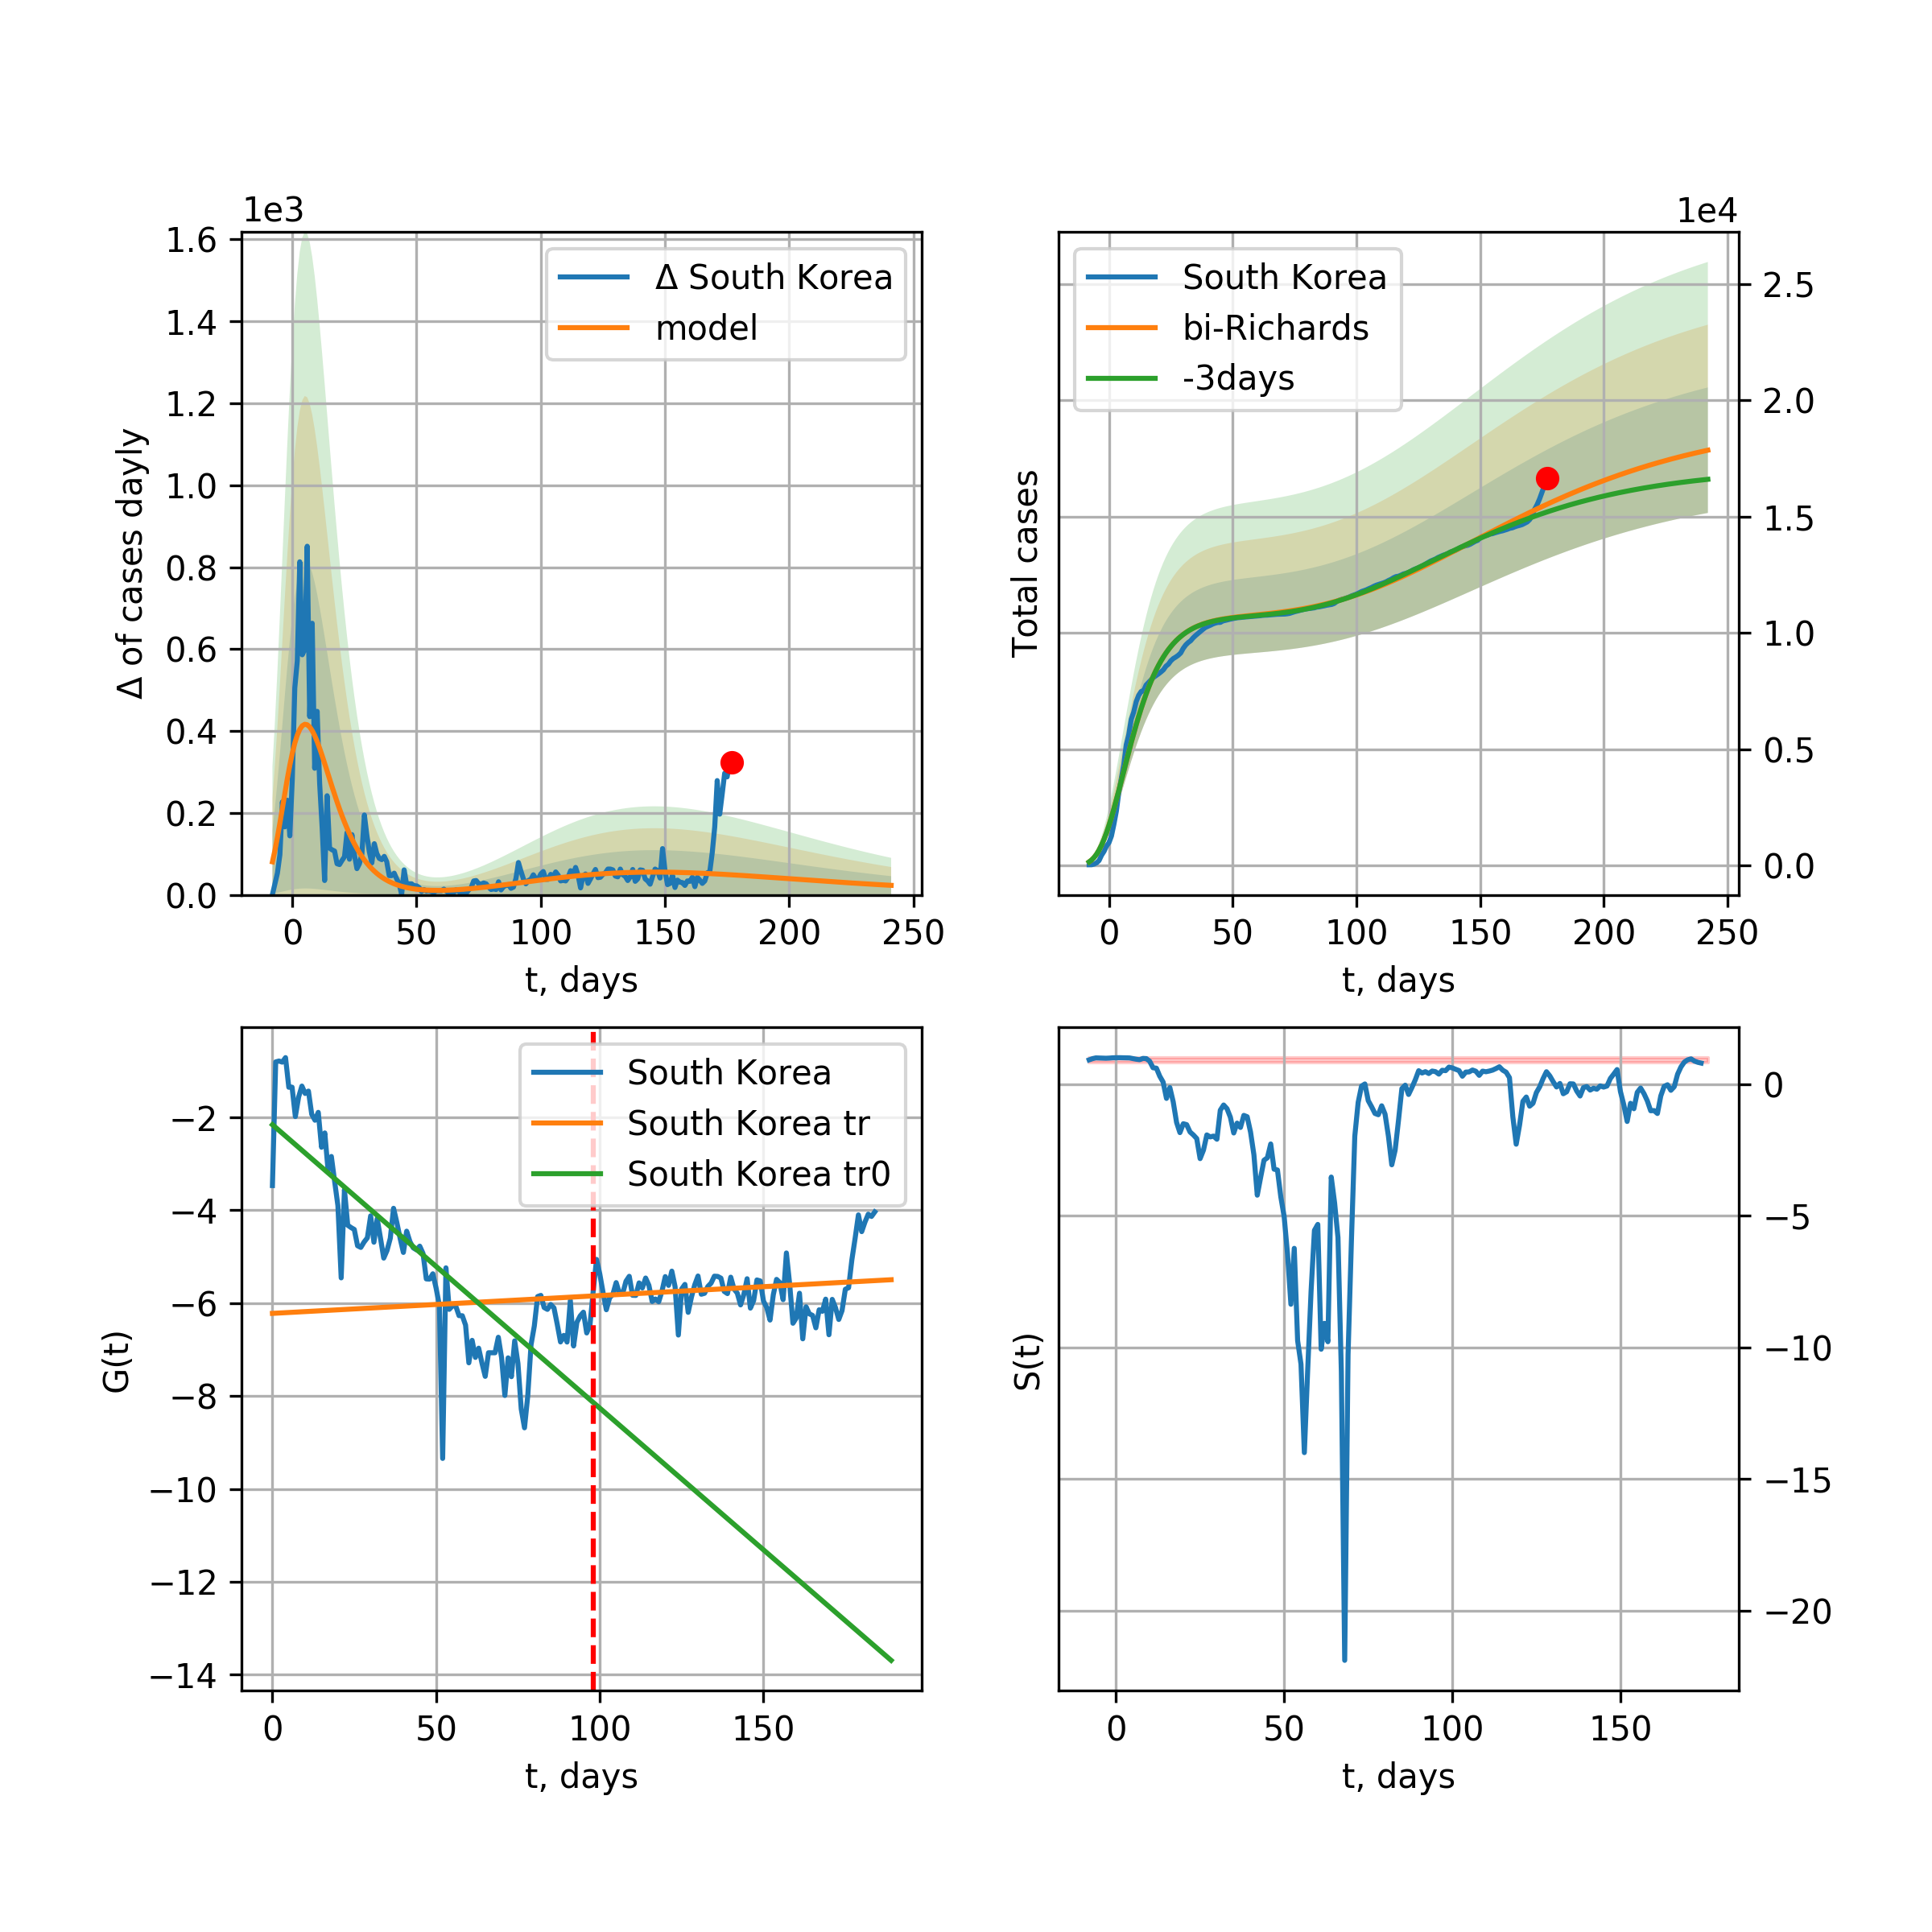 1e3
Δ of cases dayly
1.6
1.4
1.2
1.0
0.8
0.6
0.4
0.2
0.0
Δ South Korea
model
0 50 100 150 200 250
t, days
1e4
Total cases
South Korea
bi-Richards
-3days
2.5
2.0
1.5
1.0
0.5
0.0
0 50 100 150 200 250
t, days
G(t)
−2
−4
−6
−8
−10
−12
−14
South Korea
South Korea tr
South Korea tr0
0 50 100 150
t, days
S(t)
0
−5
−10
−15
−20
0 50 100 150
t, days